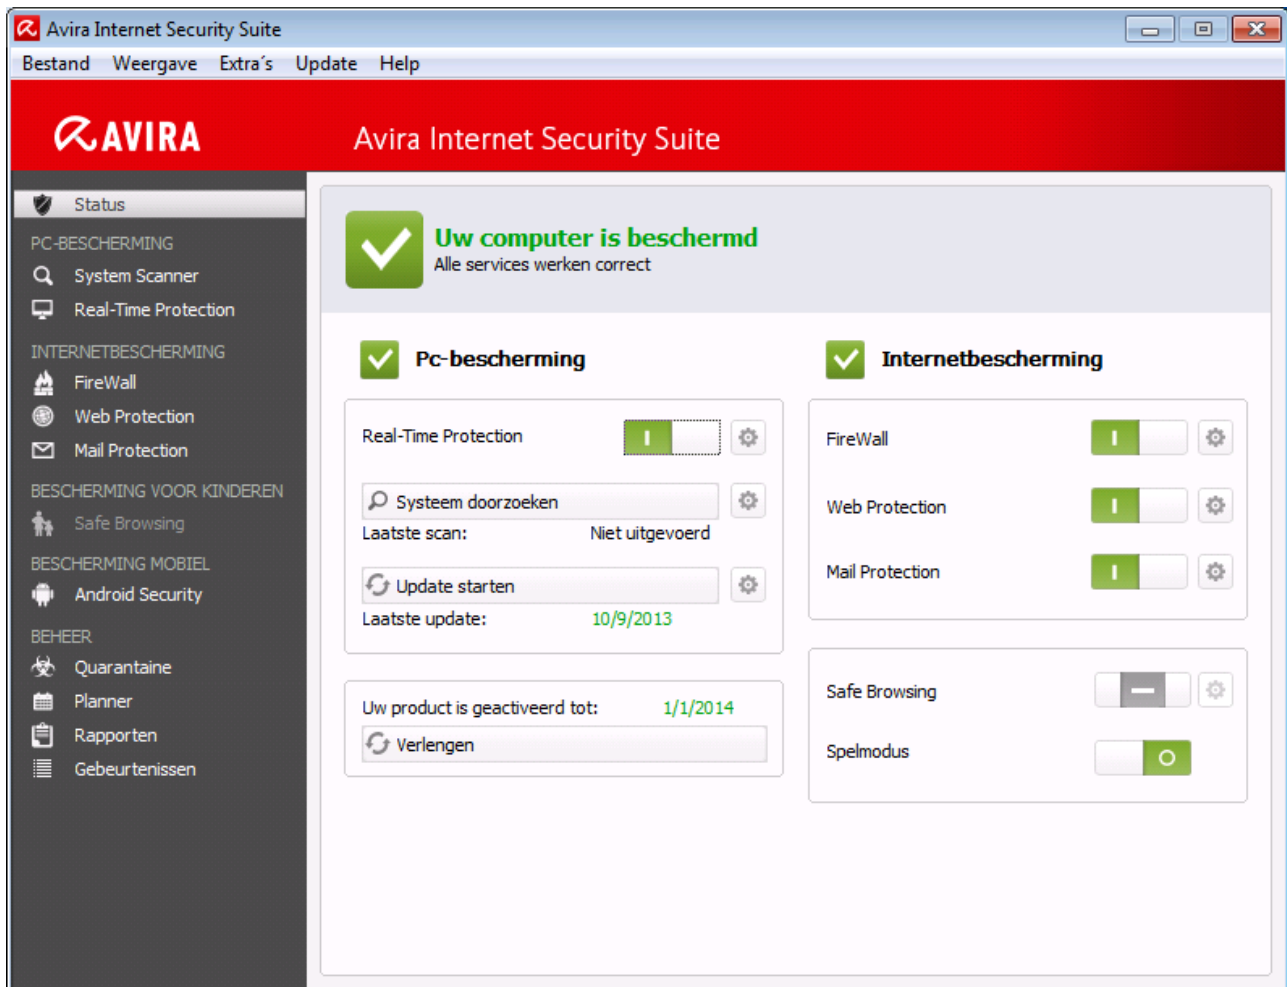 Avira Internet Security Suite
Bestand Weergave Extra´s Update Help
AVIRA
Avira Internet Security Suite
Status
PC-BESCHERMING
System Scanner
Real-Time Protection
INTERNETBESCHERMING
FireWall
Web Protection
Mail Protection
BESCHERMING VOOR KINDEREN
Safe Browsing
BESCHERMING MOBIEL
Android Security
BEHEER
Quarantaine
Planner
Rapporten
Gebeurtenissen
Uw computer is beschermd
Alle services werken correct
Pc-bescherming
Real-Time Protection
Systeem doorzoeken
Laatste scan: Niet uitgevoerd
Update starten
Laatste update: 10/9/2013
Uw product is geactiveerd tot: 1/1/2014
Verlengen
Internetbescherming
FireWall
Web Protection
Mail Protection
Safe Browsing
Spelmodus